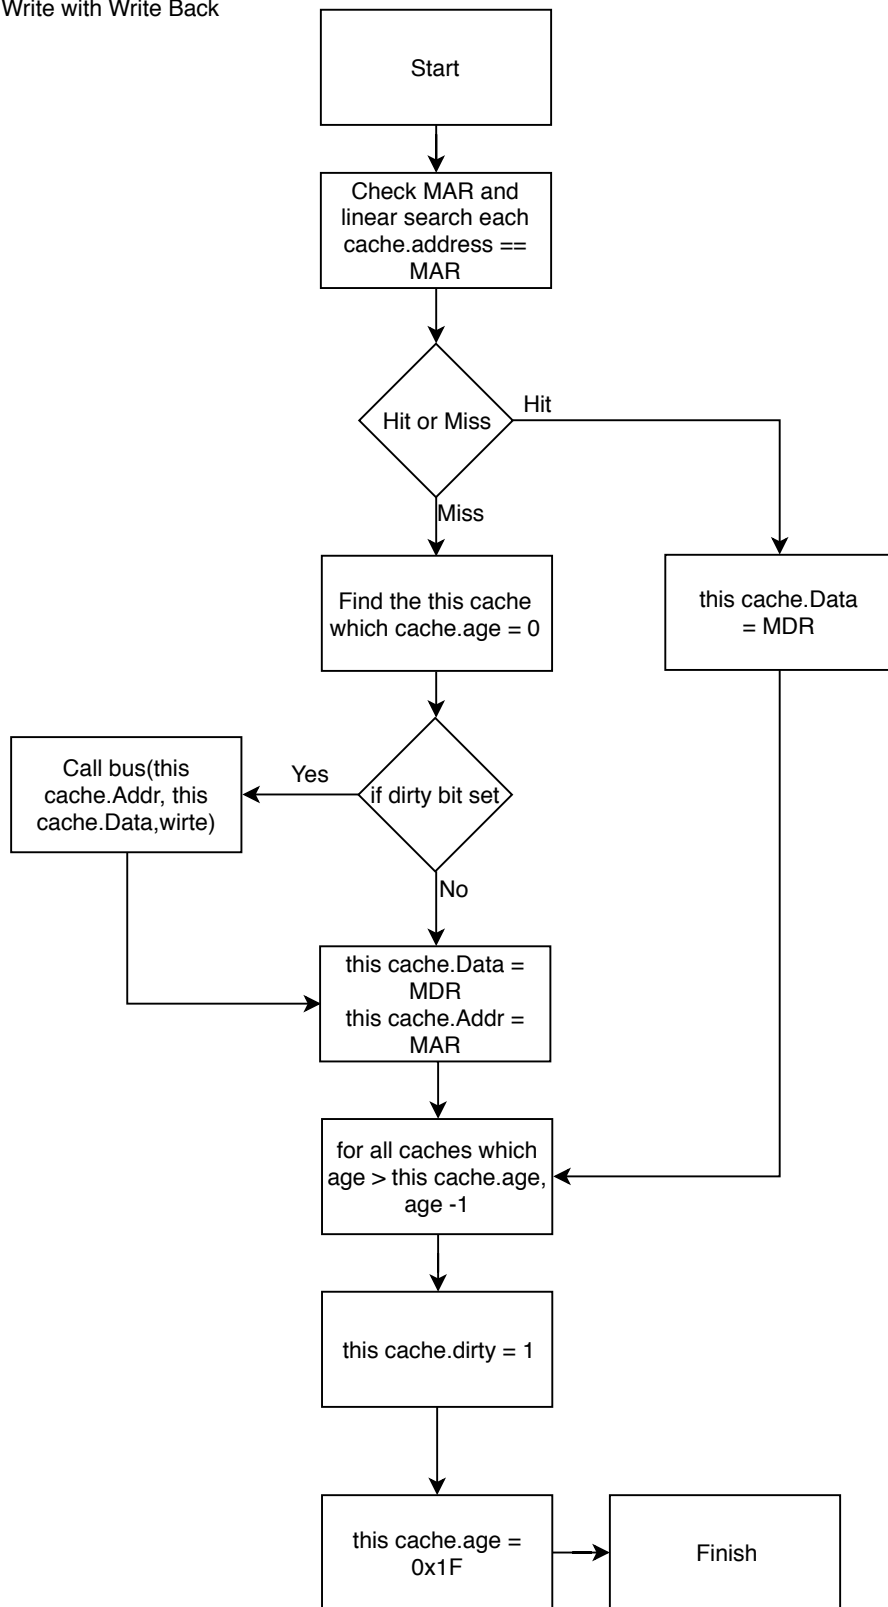 Write with Write Back
Start
Check MAR and
linear search each
cache.address ==
MAR
Hit or Miss
Hit
Miss
Find the this cache
which cache.age = 0
this cache.Data
= MDR
if dirty bit set
Yes
Call bus(this
cache.Addr, this
cache.Data,wirte)
No
this cache.Data =
MDR
this cache.Addr =
MAR
for all caches which
age > this cache.age,
age -1
this cache.dirty = 1
this cache.age =
0x1F
Finish